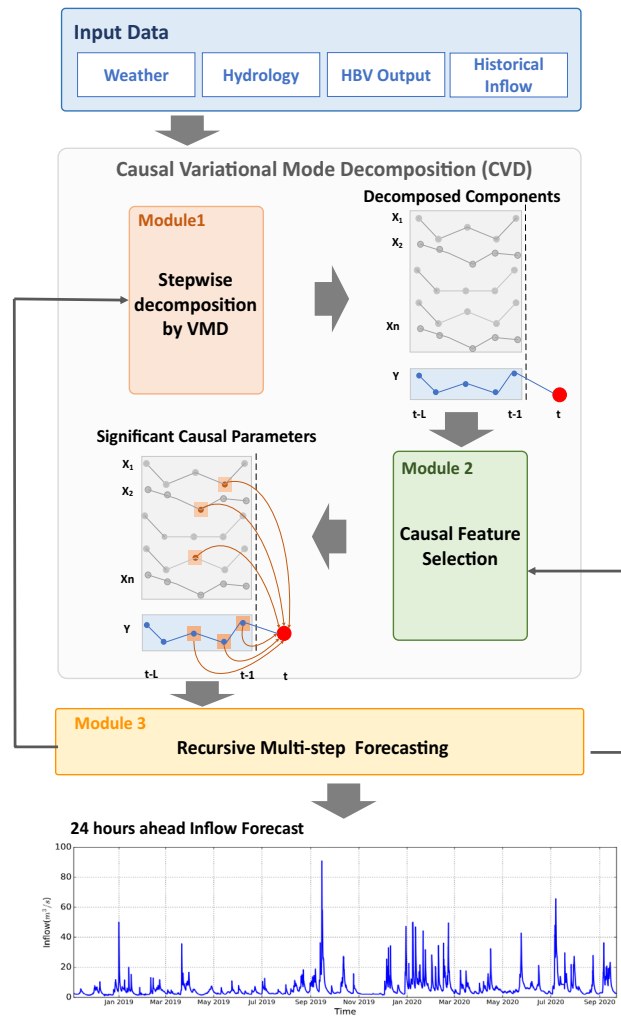 Input Data
Weather
Hydrology
HBV Output
Historical
Inflow
Causal Variational Mode Decomposition (CVD)
Module1
Stepwise
decomposition
by VMD
Decomposed Components
X1
X2
Xn
Y
t-L
t-1
t
Significant Causal Parameters
X1
X2
Xn
Y
t-L
t-1
t
Module 2
Causal Feature
Selection
Module 3
Recursive Multi-step Forecasting
24 hours ahead Inflow Forecast
100
80
60
40
20
0
Inflow(m³/s)
Jan 2019
Mar 2019
May 2019
Jul 2019
Sep 2019
Nov 2019
Jan 2020
Mar 2020
May 2020
Jul 2020
Sep 2020
Time